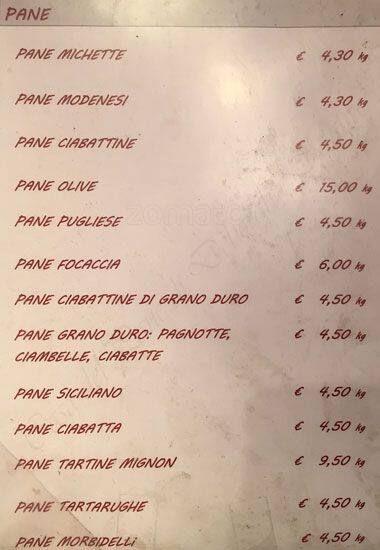 PANE
PANE MICHETTE € 4,30 kg
PANE MODENESI € 4,30 kg
PANE CIABATTINE € 4,50 kg
PANE OLIVE € 15,00 kg
PANE PUGLIESE € 4,50 kg
zomato
PANE FOCACCIA € 6,00 kg
PANE CIABATTINE DI GRANO DURO € 4,50 kg
PANE GRANO DURO: PAGNOTTE, € 4,50 kg
CIAMBELLE, CIABATTE
PANE SICILIANO € 4,50 kg
PANE CIABATTA € 4,50 kg
PANE TARTINE MIGNON € 9,50 kg
PANE TARTARUGHE € 4,50 kg
PANE MORBIDELLi € 4,50 kg